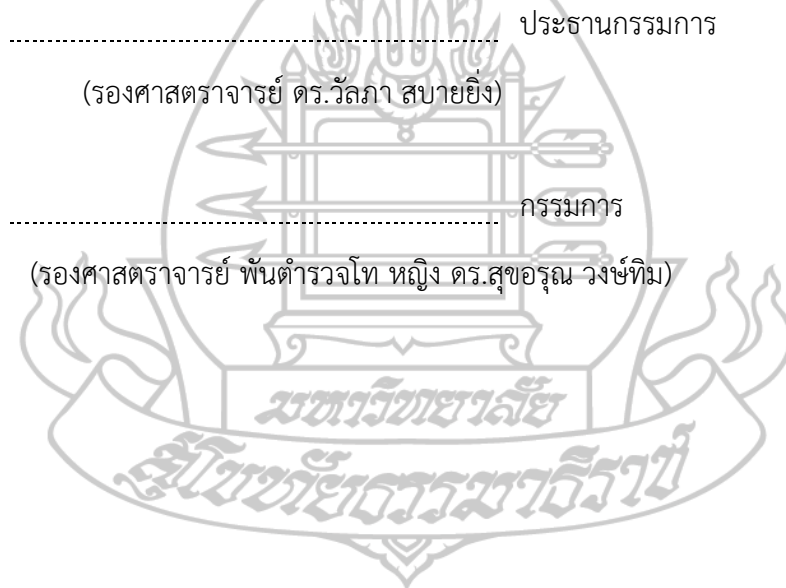 ................................................................ ประธานกรรมการ
(รองศาสตราจารย์ ดร.วัลภา สบายยิ่ง)
................................................................ กรรมการ
(รองศาสตราจารย์ พันตำรวจโท หญิง ดร.สุขอรุณ วงษ์ทิม)
มหาวิทยาลัย
สุโขทัยธรรมาธิราช